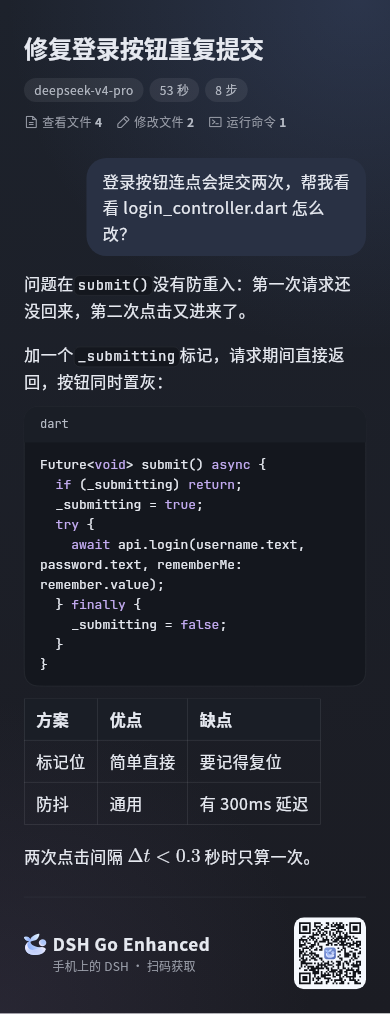 修复登录按钮重复提交
deepseek-v4-pro 53 秒 8 步
查看文件 4 修改文件 2 运行命令 1
登录按钮连点会提交两次，帮我看
看 login_controller.dart 怎么
改？
问题在 submit() 没有防重入：第一次请求还
没回来，第二次点击又进来了。
加一个 _submitting 标记，请求期间直接返
回，按钮同时置灰：
dart
Future<void> submit() async {
  if (_submitting) return;
  _submitting = true;
  try {
    await api.login(username.text,
password.text, rememberMe:
remember.value);
  } finally {
    _submitting = false;
  }
}
方案 优点 缺点
标记位 简单直接 要记得复位
防抖 通用 有 300ms 延迟
两次点击间隔 Δt < 0.3 秒时只算一次。
DSH Go Enhanced
手机上的 DSH · 扫码获取